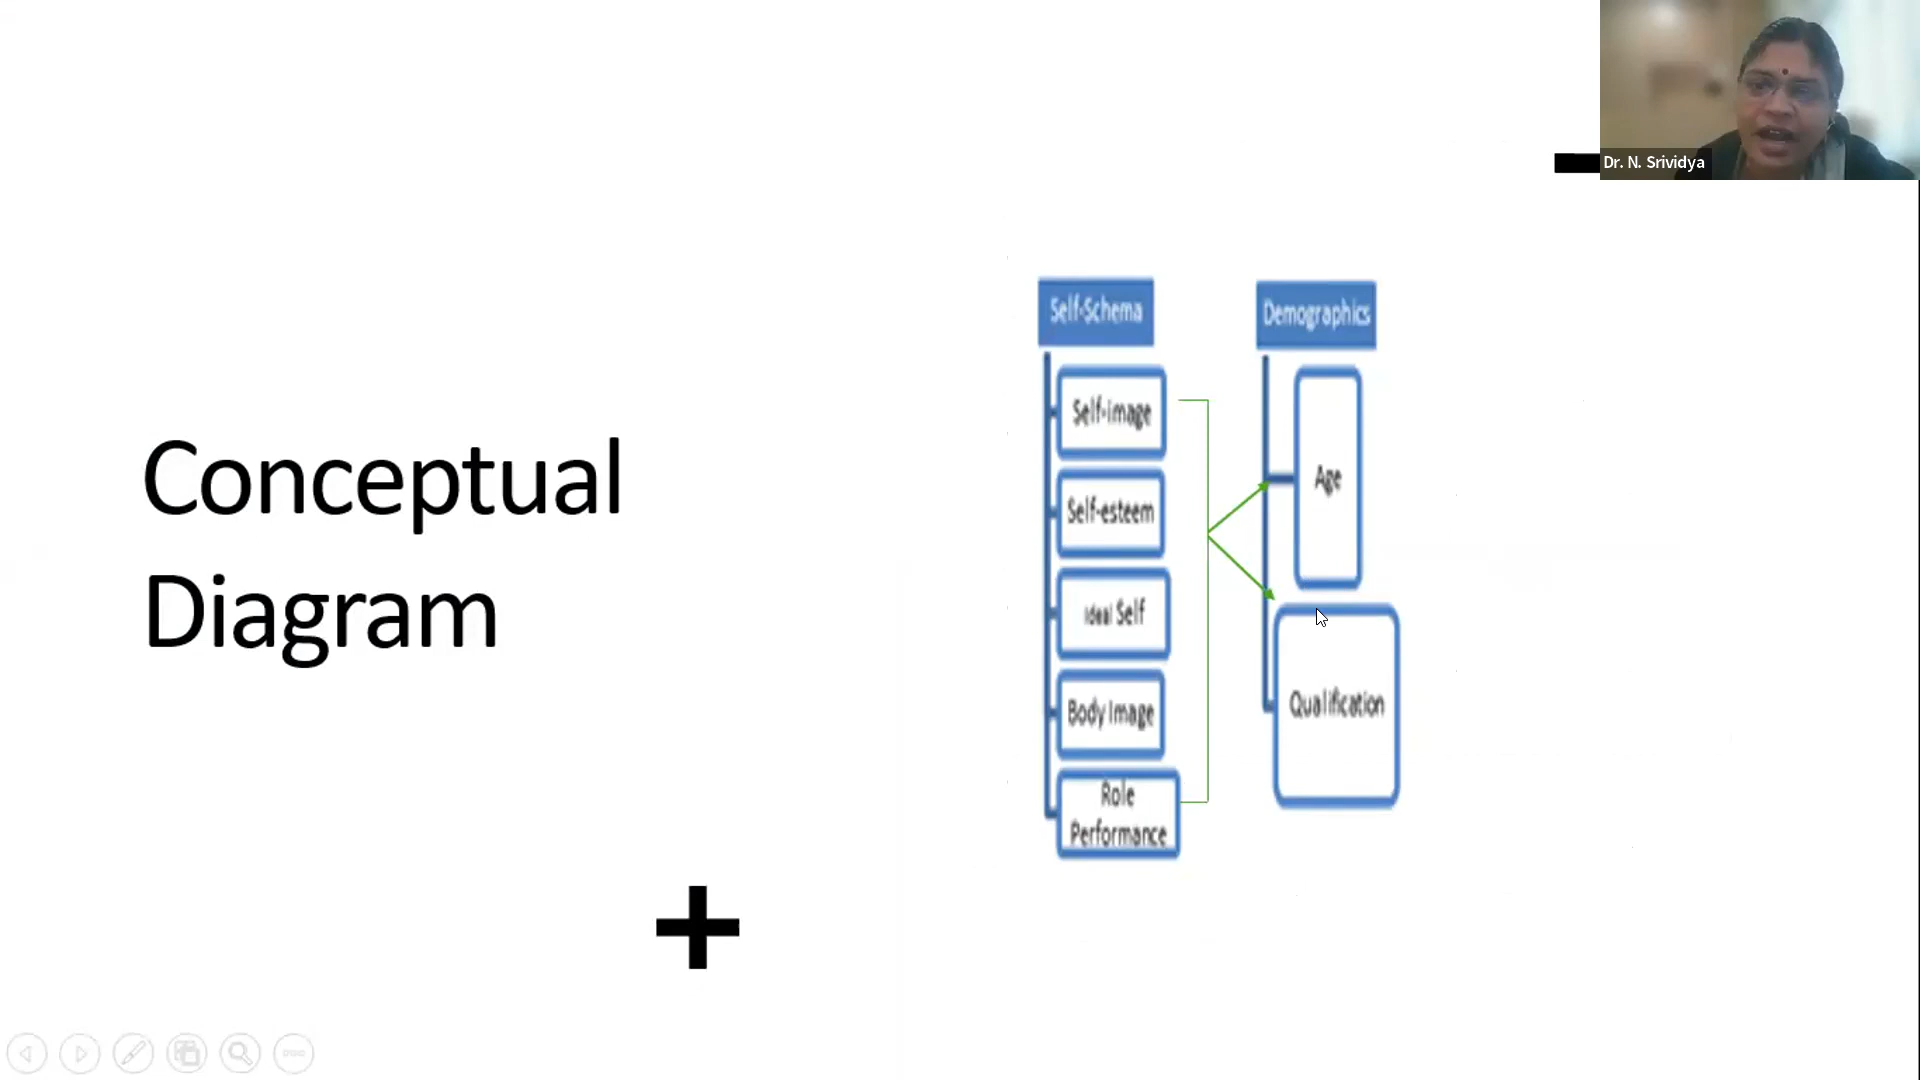 Dr. N. Srividya
Conceptual
Diagram
Self-Schema
Self-image
Self-esteem
Ideal Self
Body Image
Role
Performance
Demographics
Age
Qualification